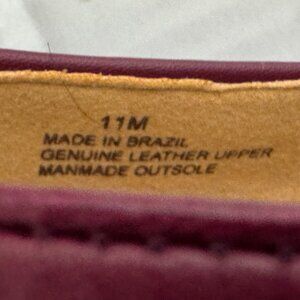 11M
MADE IN BRAZIL
GENUINE LEATHER UPPER
MANMADE OUTSOLE